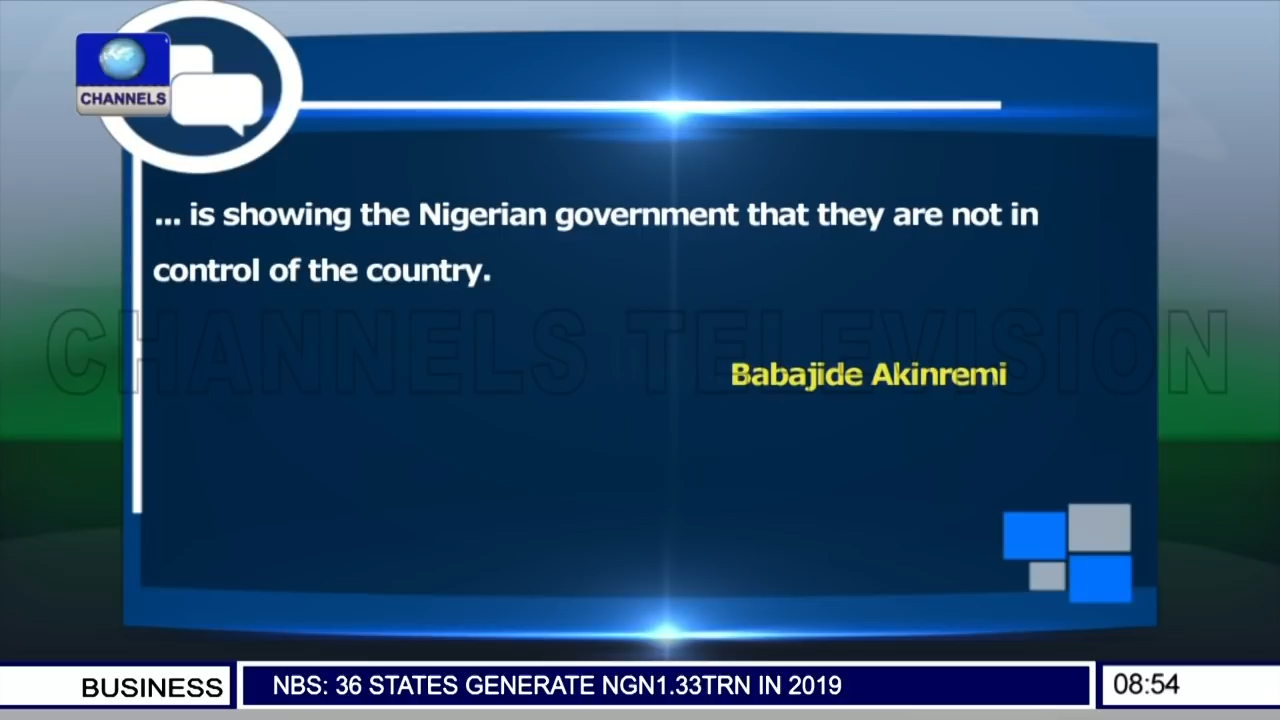 CHANNELS
... is showing the Nigerian government that they are not in
control of the country.
CHANNELS TELEVISION
Babajide Akinremi
BUSINESS
NBS: 36 STATES GENERATE NGN1.33TRN IN 2019
08:54